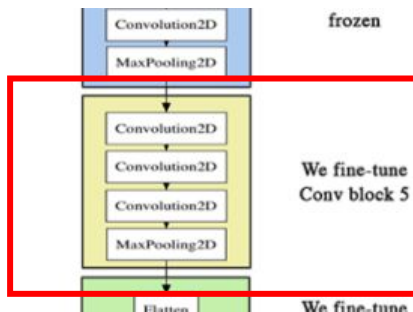 Convolution2D
frozen
MaxPooling2D
Convolution2D
Convolution2D
We fine-tune
Conv block 5
Convolution2D
MaxPooling2D
Flatten
We fine-tune